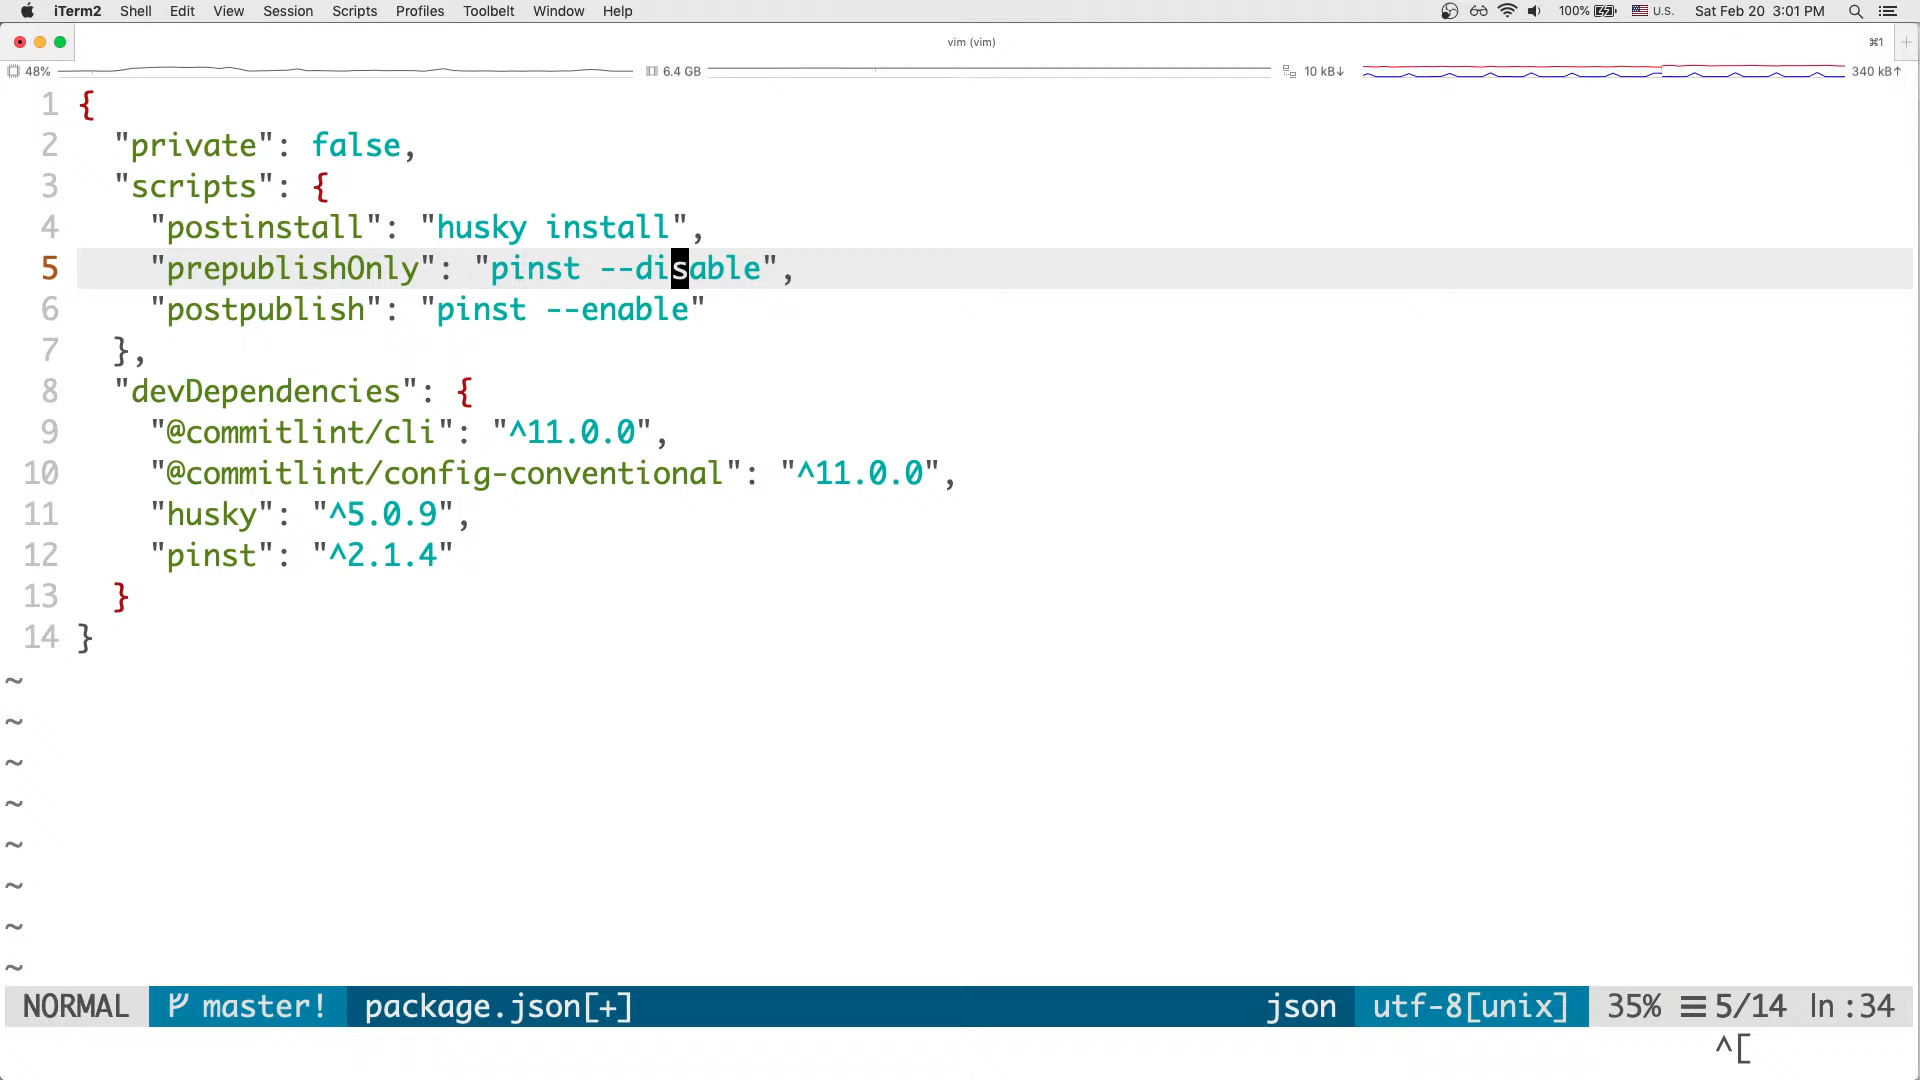 iTerm2 Shell Edit View Session Scripts Profiles Toolbelt Window Help 100% U.S. Sat Feb 20 3:01 PM
vim (vim) ⌘1 +
48% 6.4 GB 10 kB↓ 340 kB↑
1 {
2 "private": false,
3 "scripts": {
4 "postinstall": "husky install",
5 "prepublishOnly": "pinst --disable",
6 "postpublish": "pinst --enable"
7 },
8 "devDependencies": {
9 "@commitlint/cli": "^11.0.0",
10 "@commitlint/config-conventional": "^11.0.0",
11 "husky": "^5.0.9",
12 "pinst": "^2.1.4"
13 }
14 }
~
~
~
~
~
~
~
~
NORMAL master! package.json[+] json utf-8[unix] 35% ☰ 5/14 ln :34
^[